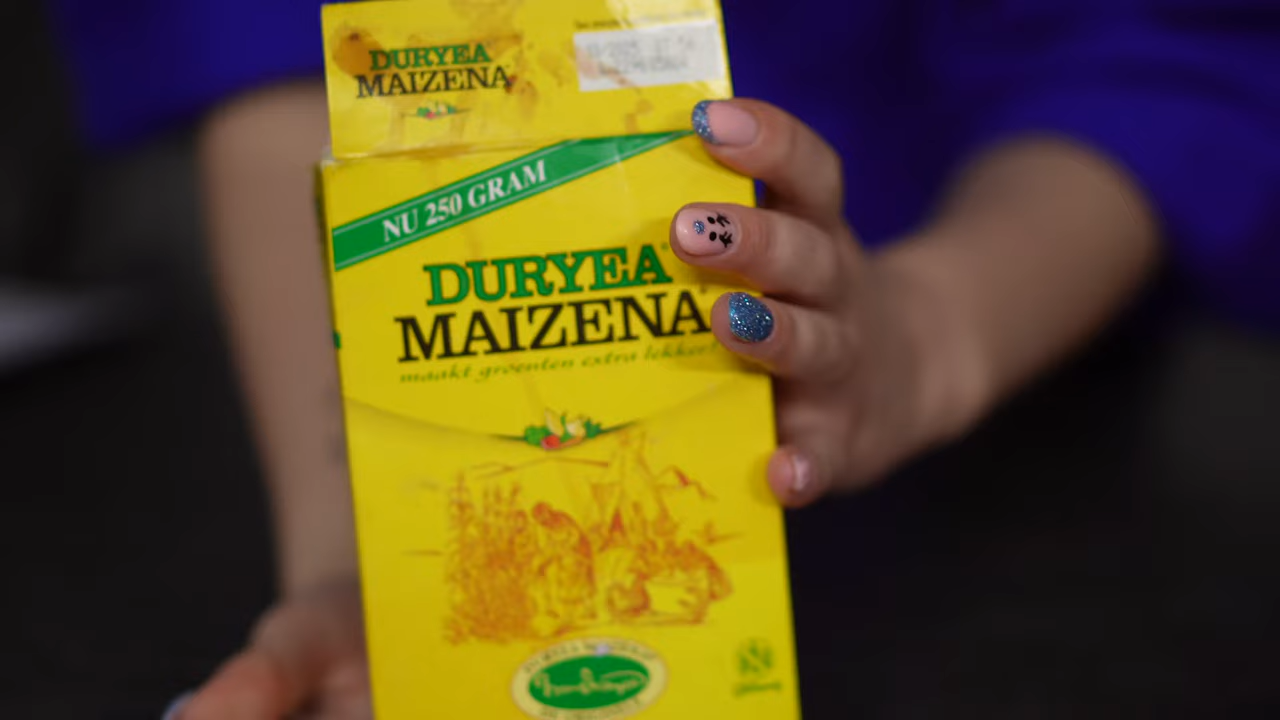 DURYEA
MAIZENA
NU 250 GRAM
DURYEA
MAIZENA
maakt groenten extra lekker!